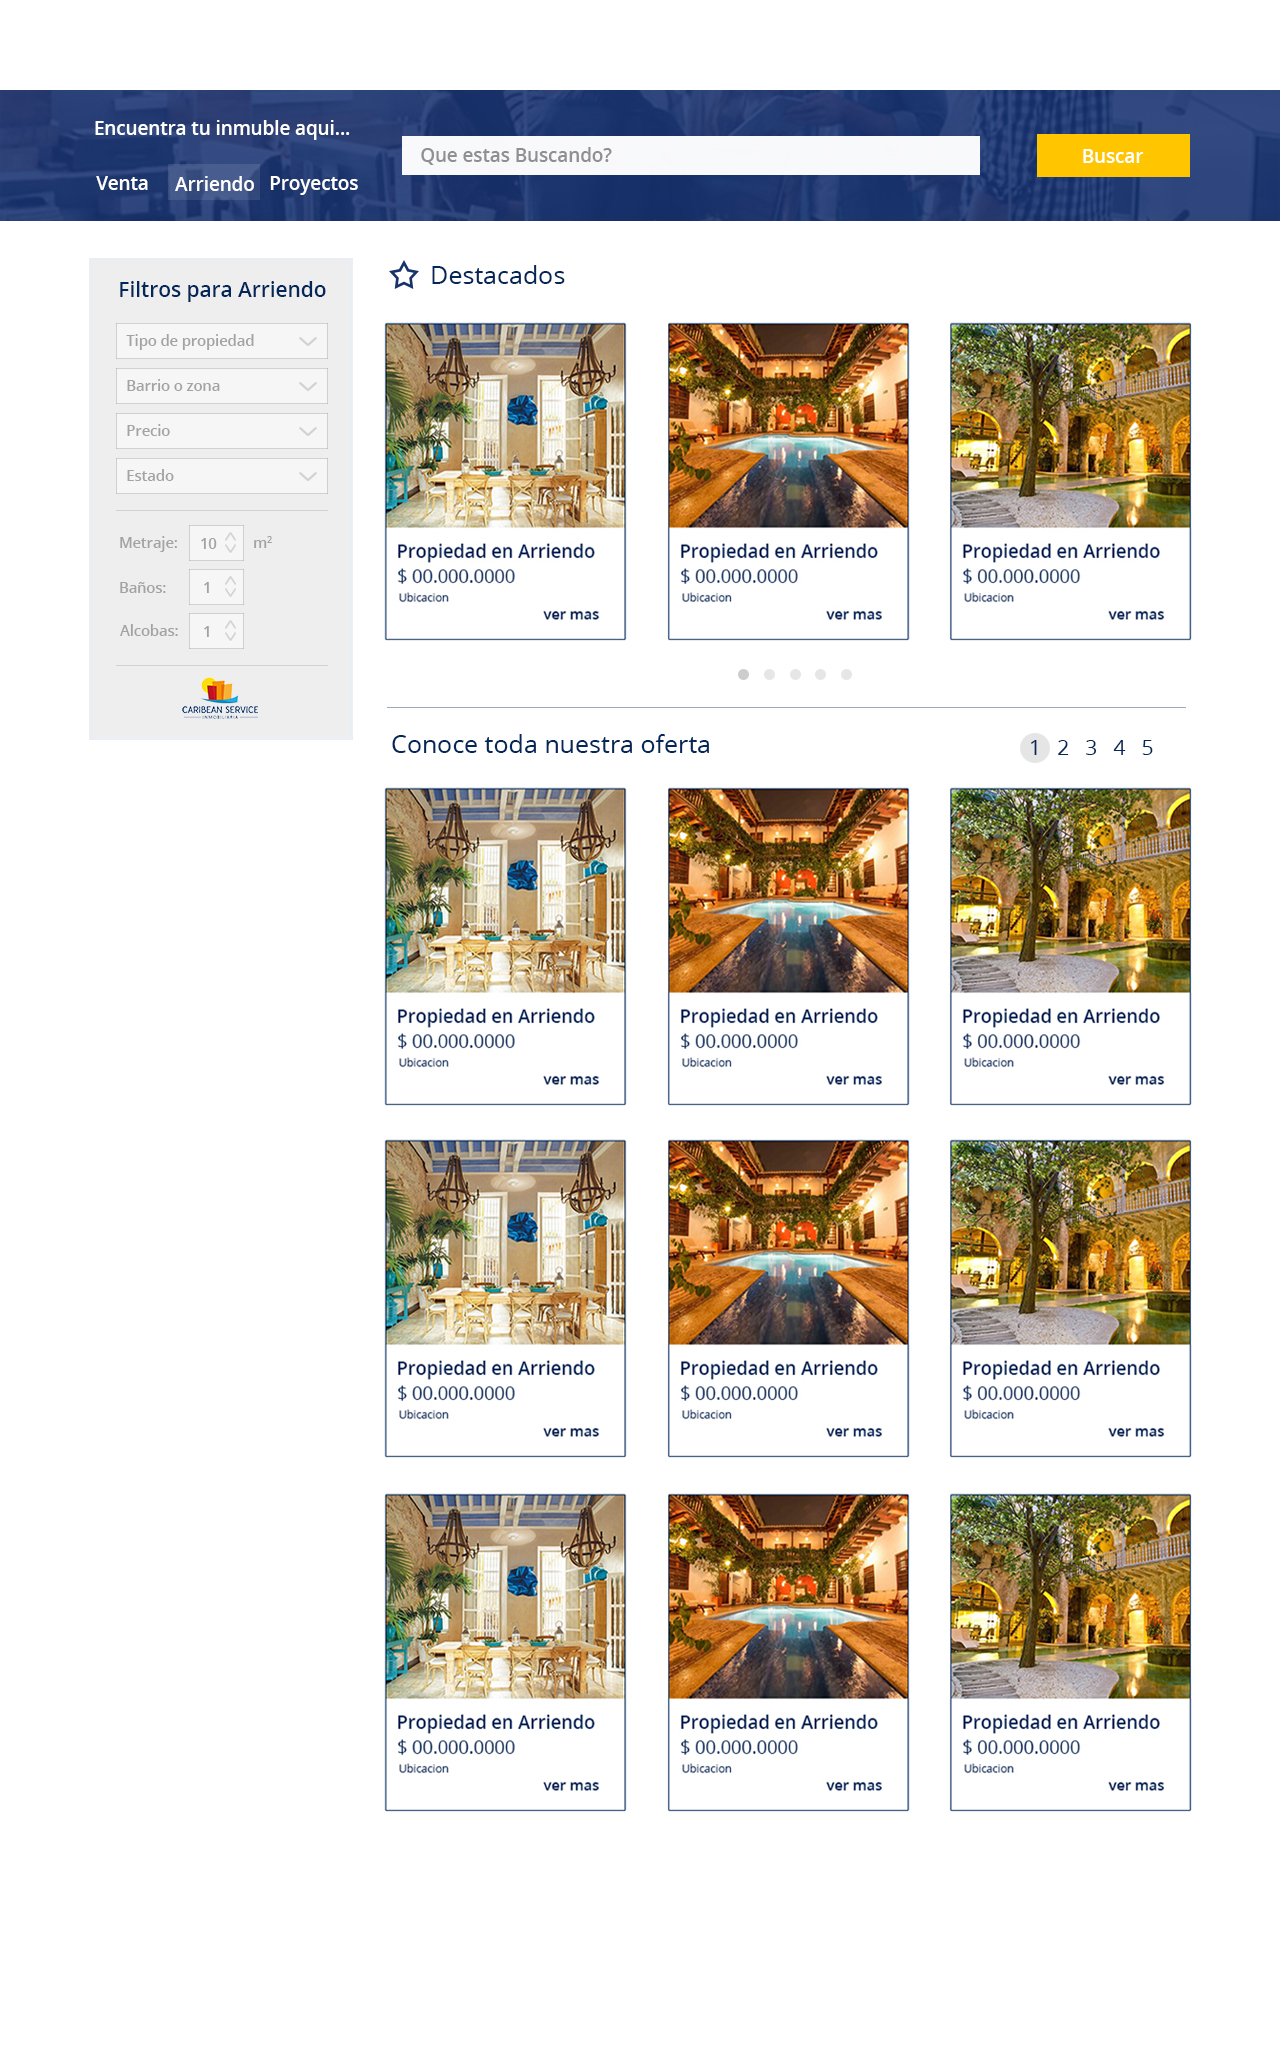 Encuentra tu inmuble aqui...
Venta Arriendo Proyectos
Que estas Buscando?
Buscar
Filtros para Arriendo
Tipo de propiedad
Barrio o zona
Precio
Estado
Metraje: 10 m²
Baños: 1
Alcobas: 1
CARIBEAN SERVICE
INMOBILIARIA
Destacados
Propiedad en Arriendo
$ 00.000.0000
Ubicacion
ver mas
Propiedad en Arriendo
$ 00.000.0000
Ubicacion
ver mas
Propiedad en Arriendo
$ 00.000.0000
Ubicacion
ver mas
Conoce toda nuestra oferta
1 2 3 4 5
Propiedad en Arriendo
$ 00.000.0000
Ubicacion
ver mas
Propiedad en Arriendo
$ 00.000.0000
Ubicacion
ver mas
Propiedad en Arriendo
$ 00.000.0000
Ubicacion
ver mas
Propiedad en Arriendo
$ 00.000.0000
Ubicacion
ver mas
Propiedad en Arriendo
$ 00.000.0000
Ubicacion
ver mas
Propiedad en Arriendo
$ 00.000.0000
Ubicacion
ver mas
Propiedad en Arriendo
$ 00.000.0000
Ubicacion
ver mas
Propiedad en Arriendo
$ 00.000.0000
Ubicacion
ver mas
Propiedad en Arriendo
$ 00.000.0000
Ubicacion
ver mas